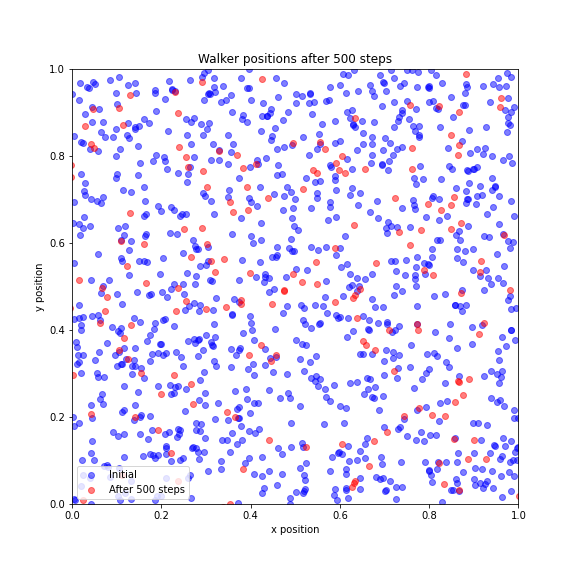 Walker positions after 500 steps
1.0
0.8
0.6
0.4
0.2
0.0
y position
Initial
After 500 steps
0.0 0.2 0.4 0.6 0.8 1.0
x position